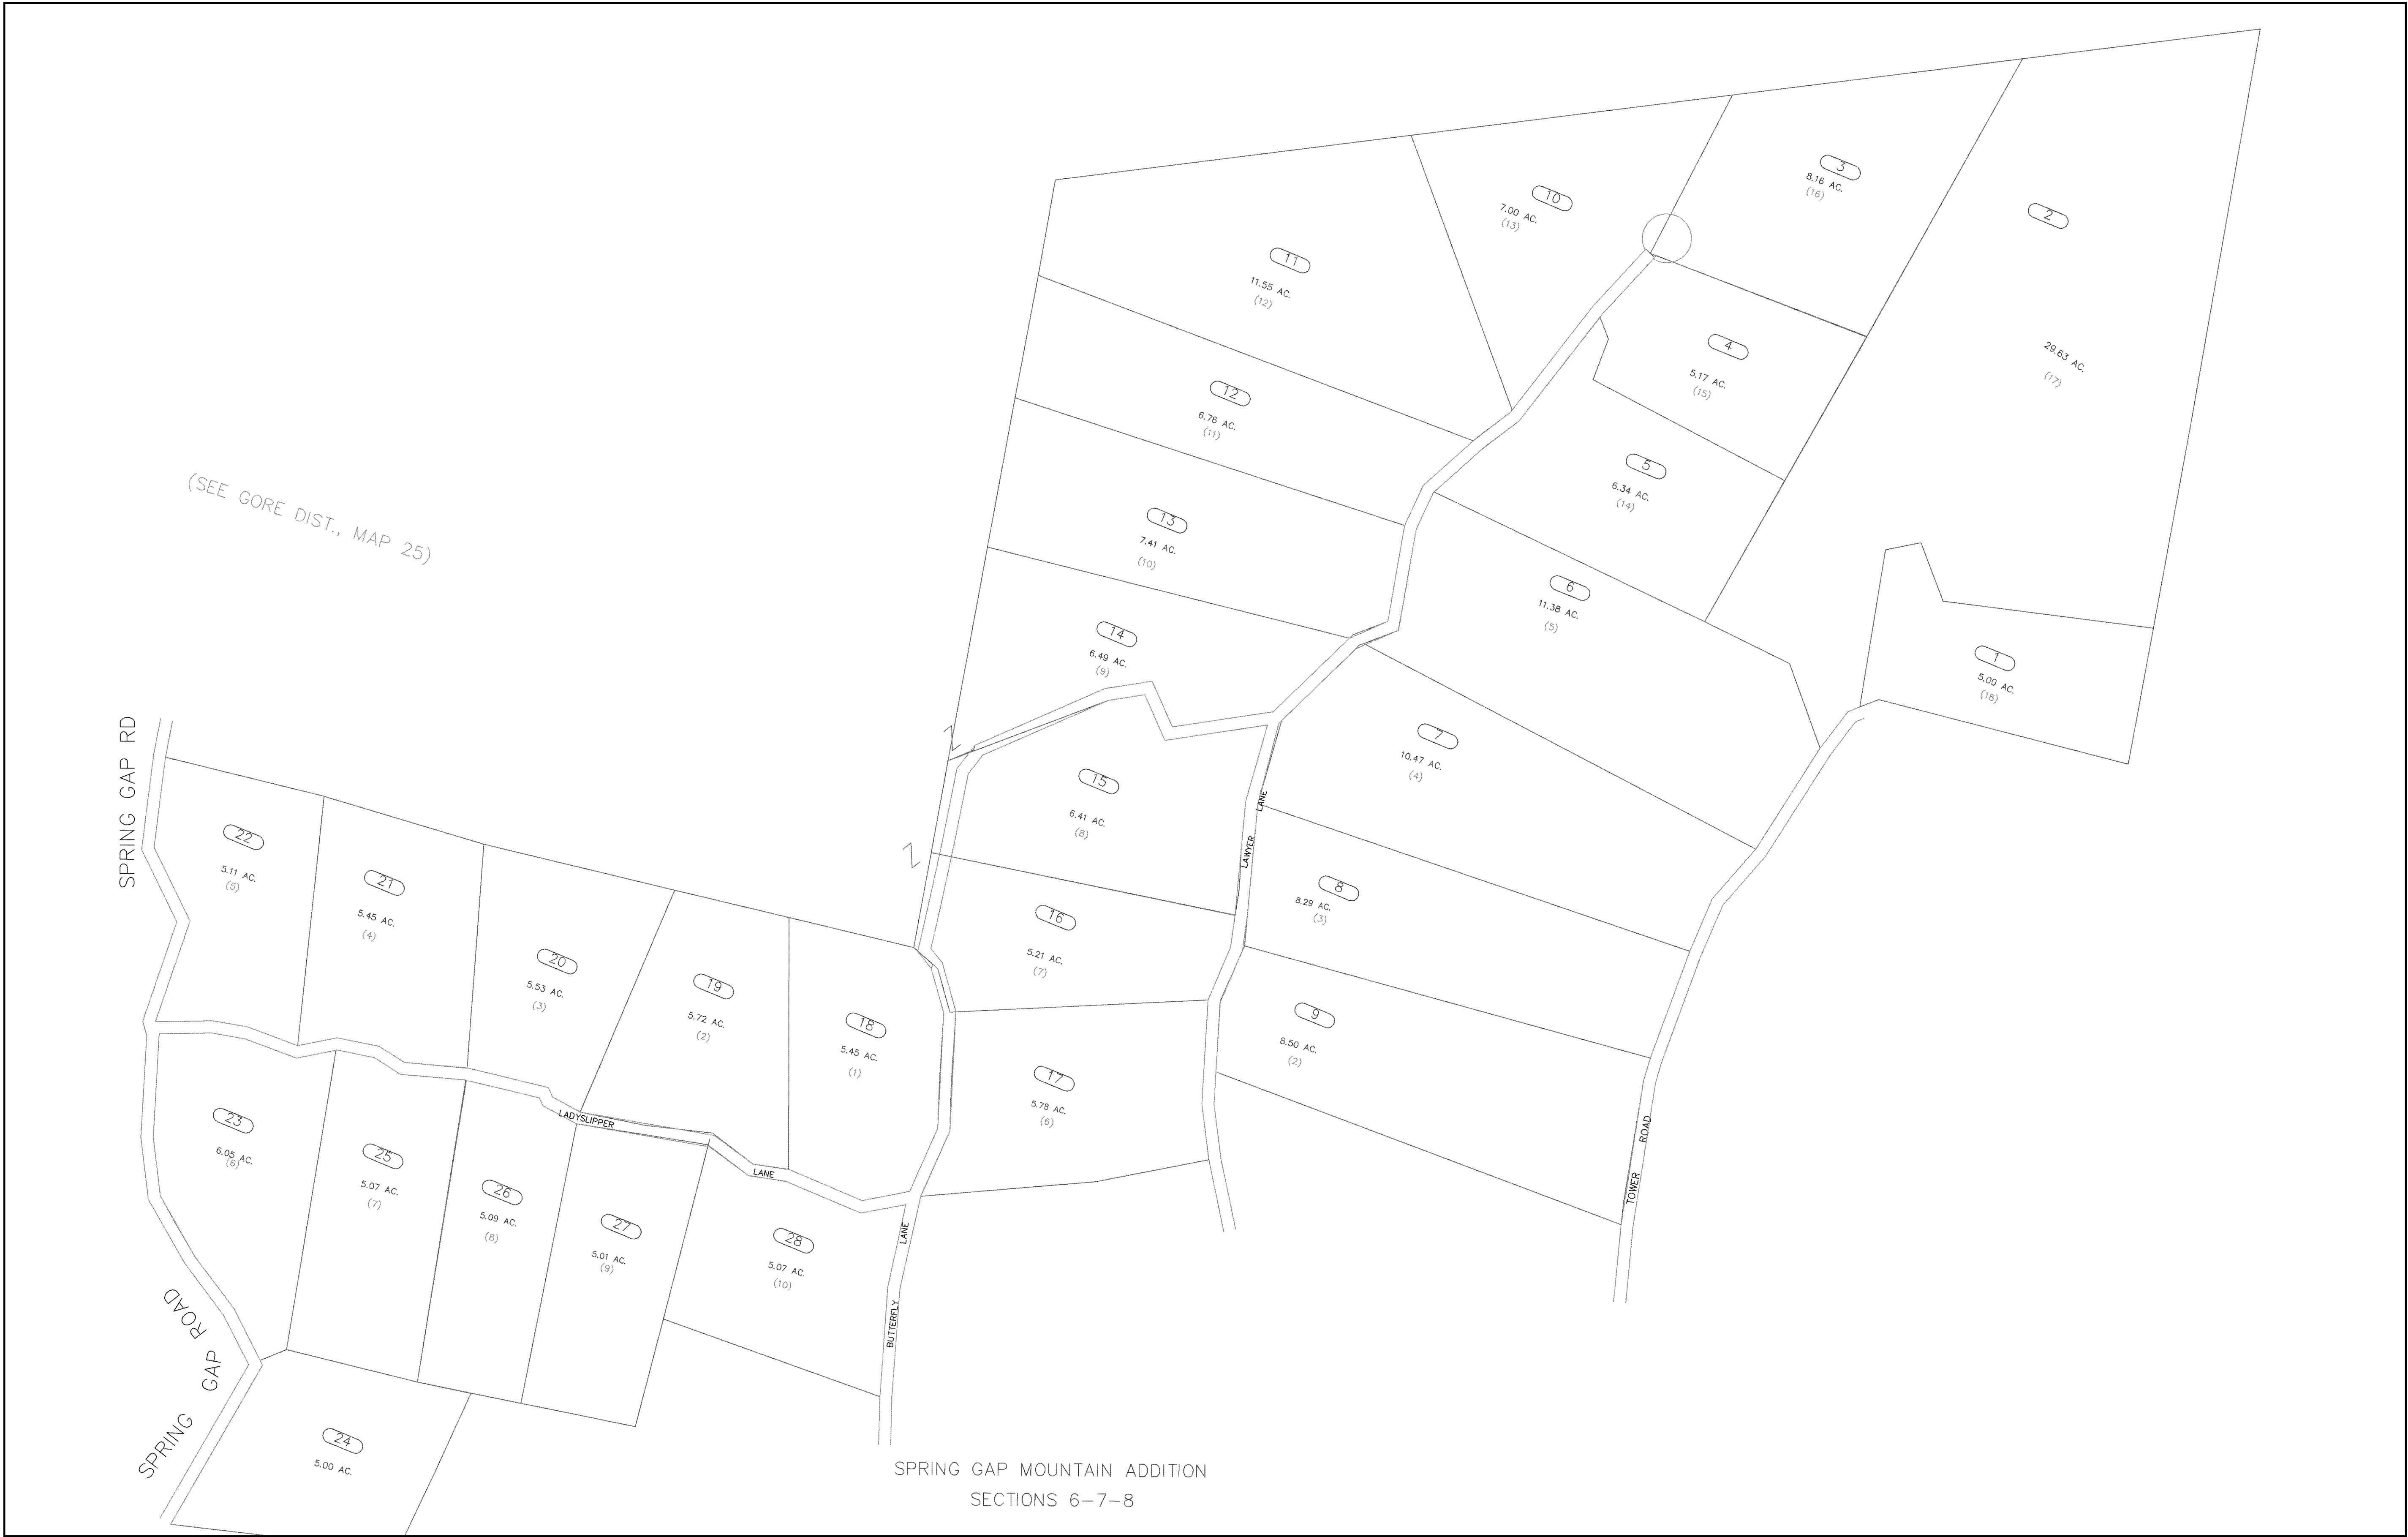 3
8.16 AC.
(16)
10
7.00 AC.
(13)
2
29.63 AC.
(17)
11
11.55 AC.
(12)
4
5.17 AC.
(15)
12
6.76 AC.
(11)
5
6.34 AC.
(14)
(SEE GORE DIST., MAP 25)
13
7.41 AC.
(10)
6
11.38 AC.
(5)
14
6.49 AC.
(9)
1
5.00 AC.
(18)
7
10.47 AC.
(4)
15
6.41 AC.
(8)
LAWYER LANE
SPRING GAP RD
22
5.11 AC.
(5)
21
5.45 AC.
(4)
8
8.29 AC.
(3)
16
5.21 AC.
(7)
20
5.53 AC.
(3)
19
5.72 AC.
(2)
18
5.45 AC.
(1)
9
8.50 AC.
(2)
17
5.78 AC.
(6)
LADYSLIPPER LANE
TOWER ROAD
23
6.05 AC.
(6)
25
5.07 AC.
(7)
26
5.09 AC.
(8)
27
5.01 AC.
(9)
28
5.07 AC.
(10)
BUTTERFLY LANE
SPRING GAP ROAD
24
5.00 AC.
Z
Z
SPRING GAP MOUNTAIN ADDITION
SECTIONS 6-7-8